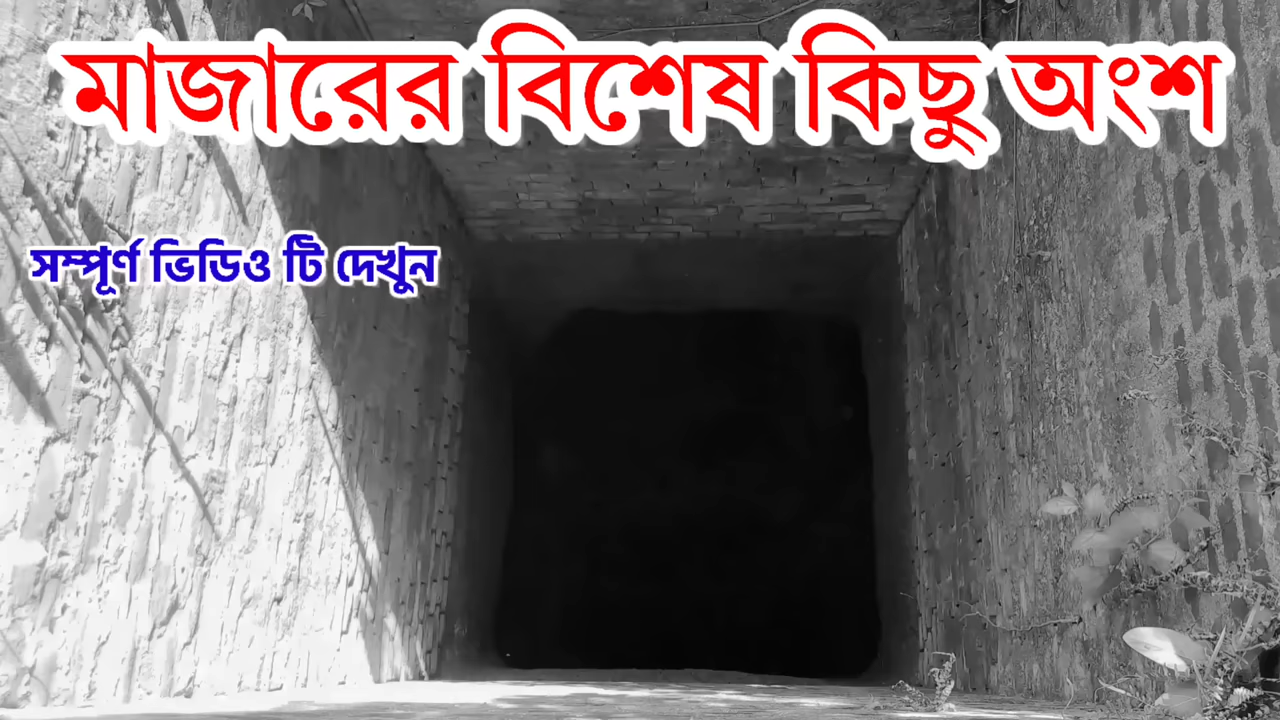 মাজারের বিশেষ কিছু অংশ
সম্পূর্ণ ভিডিও টি দেখুন